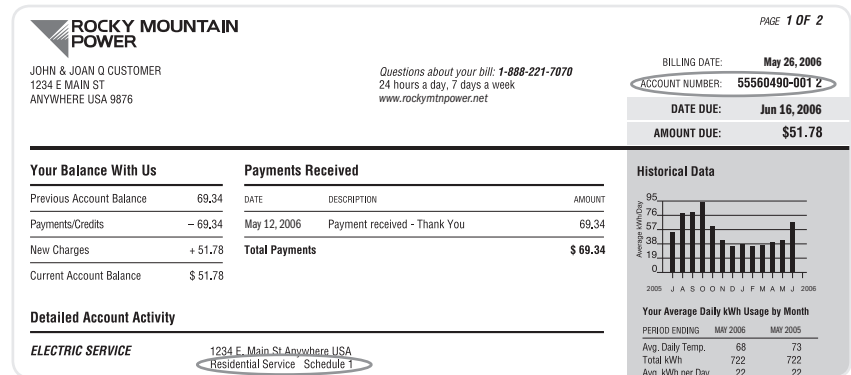 PAGE 1 OF 2
ROCKY MOUNTAIN
POWER
JOHN & JOAN Q CUSTOMER
1234 E MAIN ST
ANYWHERE USA 9876
Questions about your bill: 1-888-221-7070
24 hours a day, 7 days a week
www.rockymtnpower.net
BILLING DATE: May 26, 2006
ACCOUNT NUMBER: 55560490-001 2
DATE DUE: Jun 16, 2006
AMOUNT DUE: $51.78
Your Balance With Us
Previous Account Balance 69.34
Payments/Credits – 69.34
New Charges + 51.78
Current Account Balance $ 51.78
Payments Received
DATE DESCRIPTION AMOUNT
May 12, 2006 Payment received - Thank You 69.34
Total Payments $ 69.34
Historical Data
Average kWh/Day
95
76
57
38
19
0
2005 J A S O O N D J F M A M J 2006
Your Average Daily kWh Usage by Month
PERIOD ENDING MAY 2006 MAY 2005
Avg. Daily Temp. 68 73
Total kWh 722 722
Avg. kWh per Day 22 22
Detailed Account Activity
ELECTRIC SERVICE 1234 E. Main St Anywhere USA
Residential Service Schedule 1